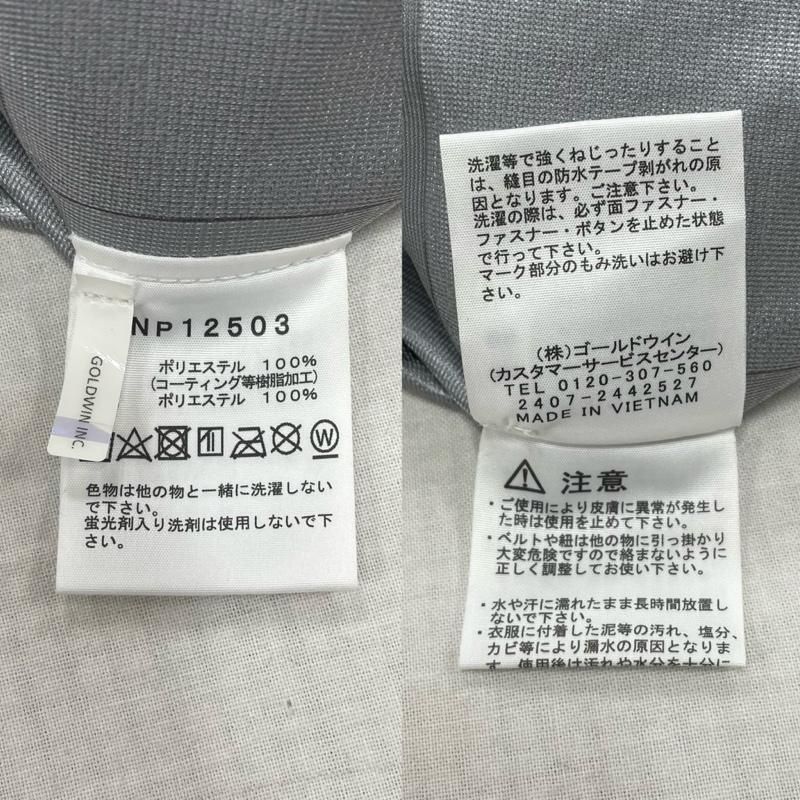 NP12503
ポリエステル 100%
(コーティング等樹脂加工)
ポリエステル 100%
GOLDWIN INC.
W
色物は他の物と一緒に洗濯しない
で下さい。
蛍光剤入り洗剤は使用しないで下
さい。
洗濯等で強くねじったりすること
は、縫目の防水テープ剥がれの原
因となります。ご注意下さい。
洗濯の際は、必ず面ファスナー・
ファスナー・ボタンを止めた状態
で行って下さい。
マーク部分のもみ洗いはお避け下
さい。
(株)ゴールドウイン
(カスタマーサービスセンター)
TEL 0120-307-560
2407-2442527
MADE IN VIETNAM
注意
・ご使用により皮膚に異常が発生し
た時は使用を止めて下さい。
・ベルトや紐は他の物に引っ掛かり
大変危険ですので絡まないように
正しく調整してお使い下さい。
・水や汗に濡れたまま長時間放置し
ないで下さい。
・衣服に付着した泥等の汚れ、塩分、
カビ等により漏水の原因となりま
す。使用後は汚れや水分を十分に